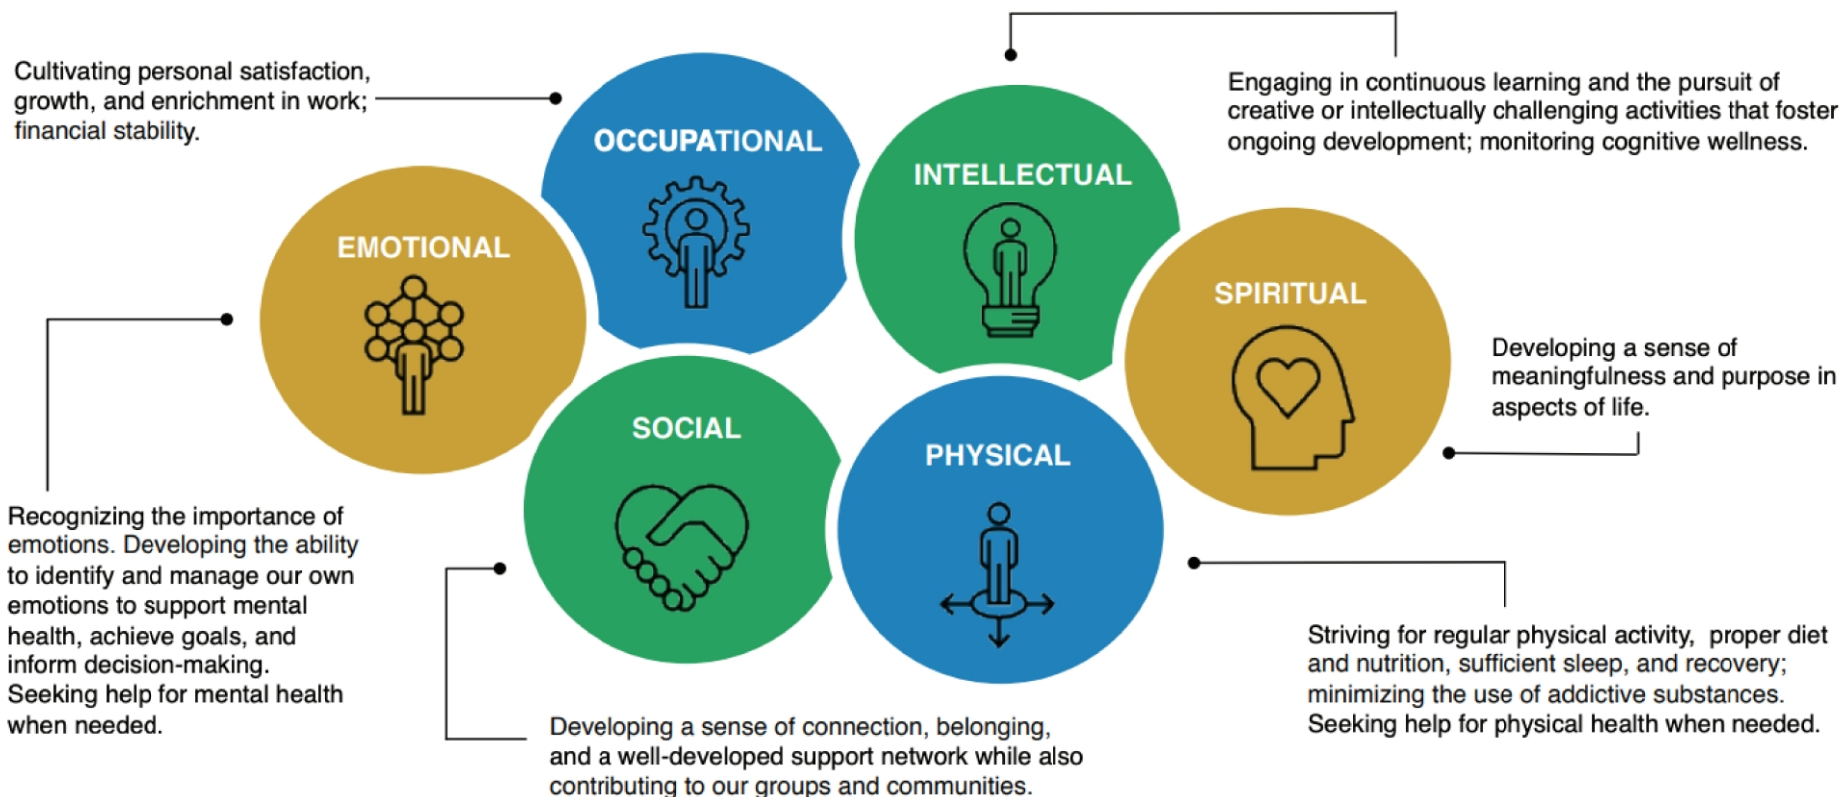 Cultivating personal satisfaction,
growth, and enrichment in work;
financial stability.
OCCUPATIONAL
Engaging in continuous learning and the pursuit of
creative or intellectually challenging activities that foster
ongoing development; monitoring cognitive wellness.
INTELLECTUAL
EMOTIONAL
SPIRITUAL
Developing a sense of
meaningfulness and purpose in
aspects of life.
SOCIAL
PHYSICAL
Recognizing the importance of
emotions. Developing the ability
to identify and manage our own
emotions to support mental
health, achieve goals, and
inform decision-making.
Seeking help for mental health
when needed.
Developing a sense of connection, belonging,
and a well-developed support network while also
contributing to our groups and communities.
Striving for regular physical activity, proper diet
and nutrition, sufficient sleep, and recovery;
minimizing the use of addictive substances.
Seeking help for physical health when needed.